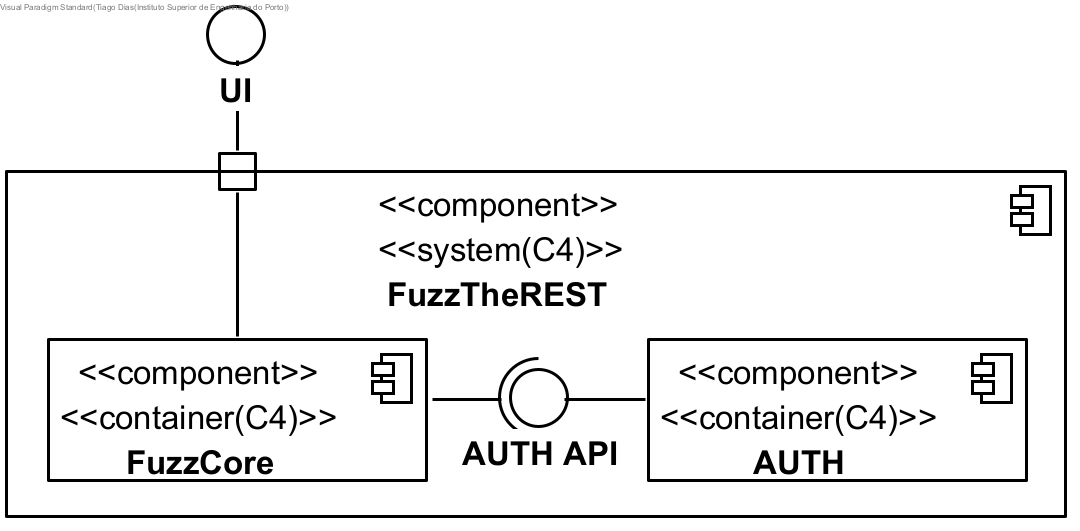 Visual Paradigm Standard(Tiago Dias(Instituto Superior de Engenharia do Porto))
UI
<<component>>
<<system(C4)>>
FuzzTheREST
<<component>>
<<container(C4)>>
FuzzCore
AUTH API
<<component>>
<<container(C4)>>
AUTH